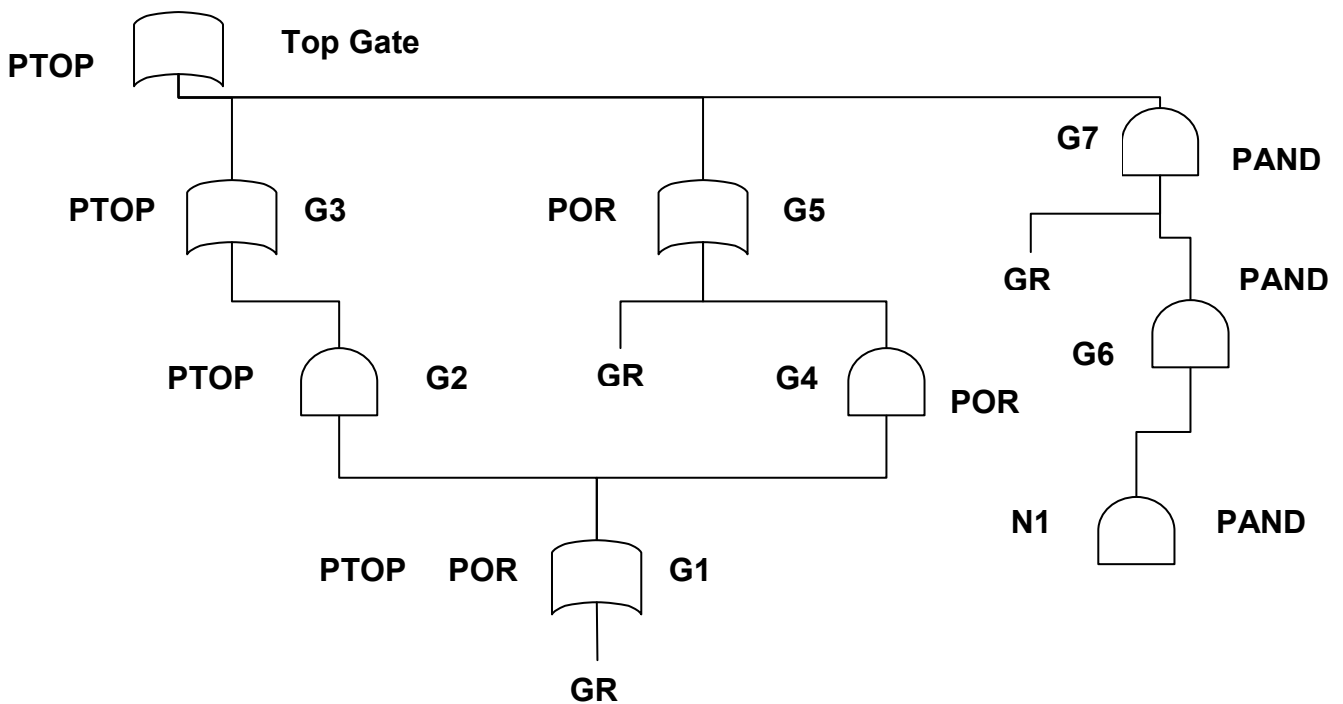 Top Gate
PTOP
G7
PAND
PTOP
G3
POR
G5
GR
PAND
G6
PTOP
G2
GR
G4
POR
N1
PAND
PTOP
POR
G1
GR